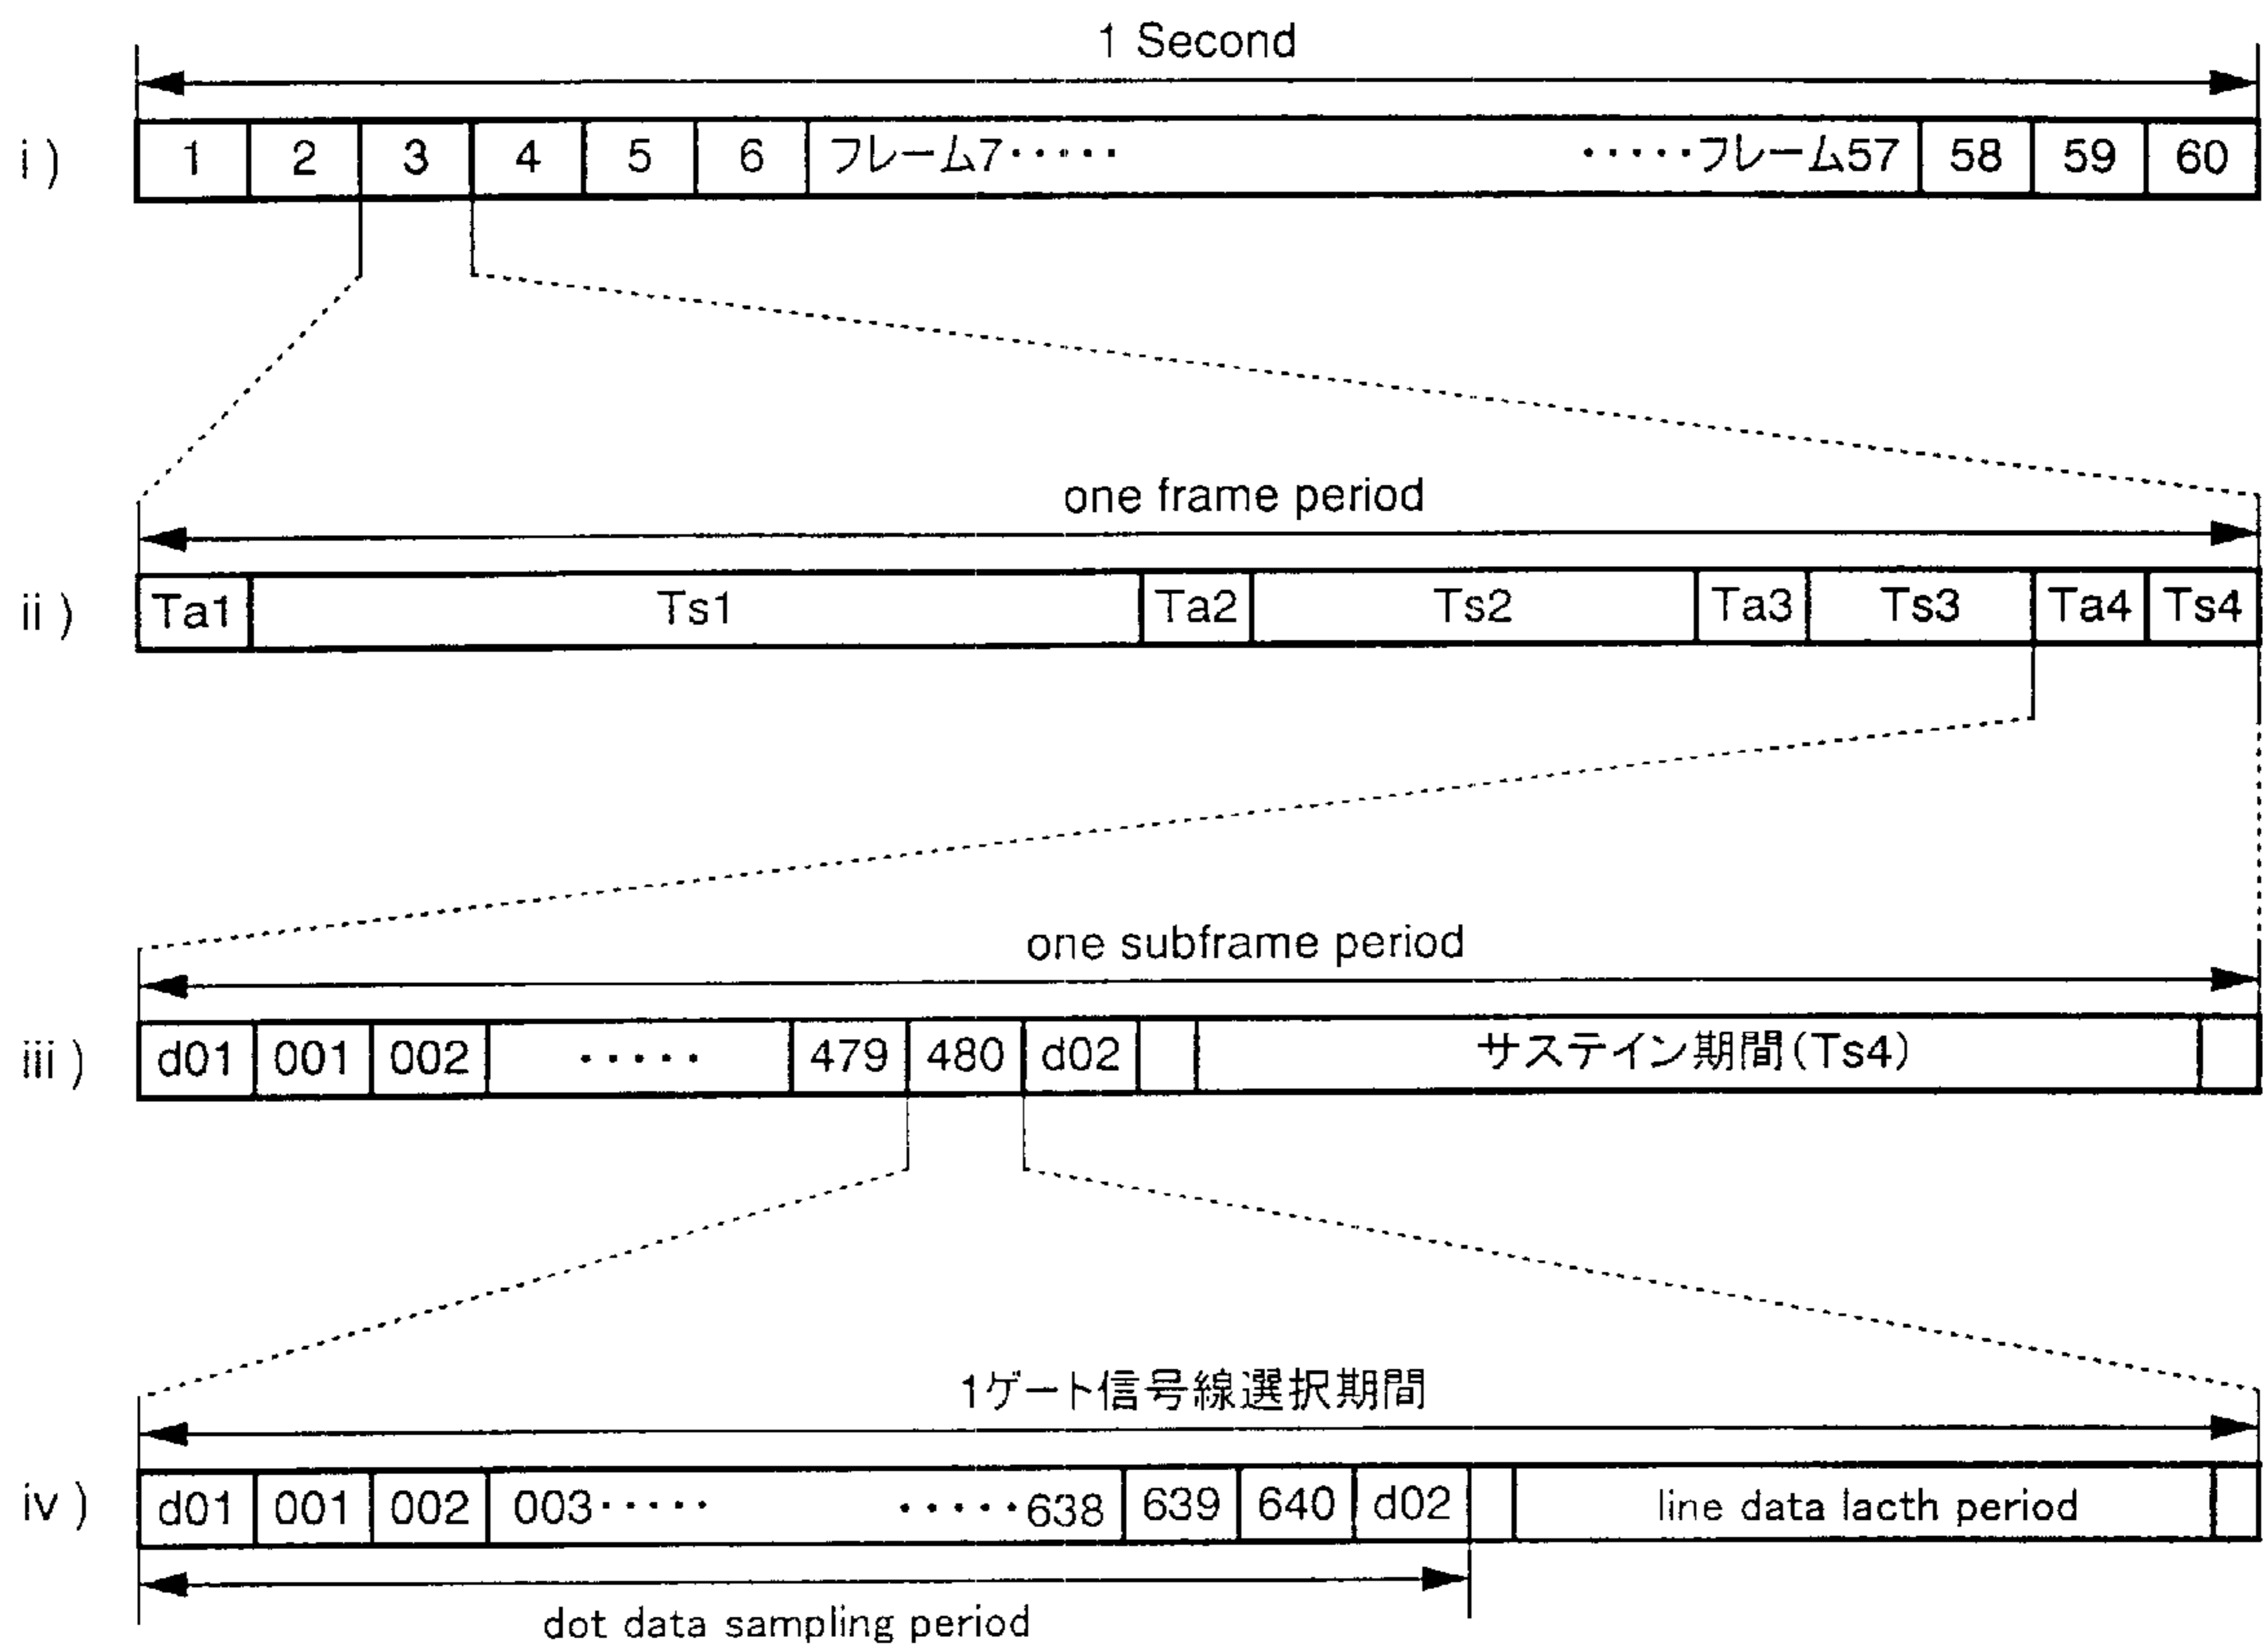 1 Second
i ) 1 2 3 4 5 6 フレーム7····· ·····フレーム57 58 59 60
one frame period
ii ) Ta1 Ts1 Ta2 Ts2 Ta3 Ts3 Ta4 Ts4
one subframe period
iii ) d01 001 002 ····· 479 480 d02 サステイン期間(Ts4)
1ゲート信号線選択期間
iv ) d01 001 002 003····· ·····638 639 640 d02 line data lacth period
dot data sampling period